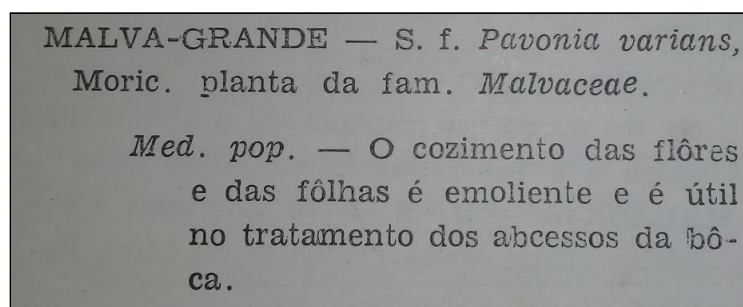 MALVA-GRANDE — S. f. Pavonia varians,
Moric. planta da fam. Malvaceae.
Med. pop. — O cozimento das flôres
e das fôlhas é emoliente e é útil
no tratamento dos abcessos da bô-
ca.